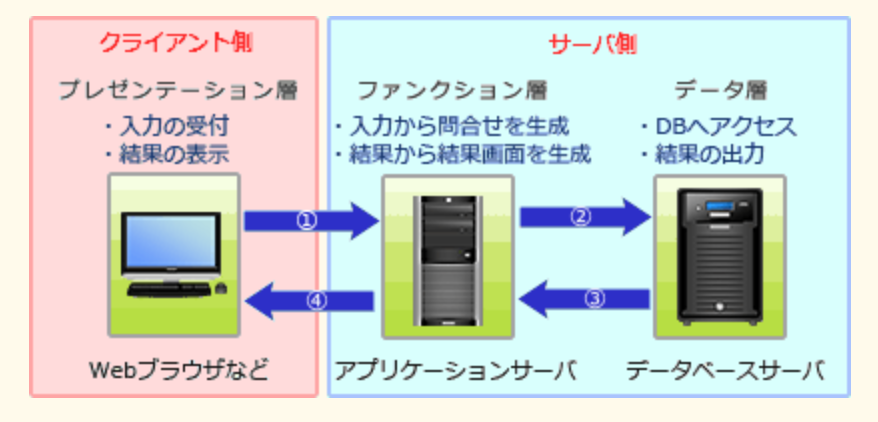 クライアント側
サーバ側
プレゼンテーション層
ファンクション層
データ層
・入力の受付
・結果の表示
・入力から問合せを生成
・結果から結果画面を生成
・DBへアクセス
・結果の出力
①
②
④
③
Webブラウザなど
アプリケーションサーバ
データベースサーバ